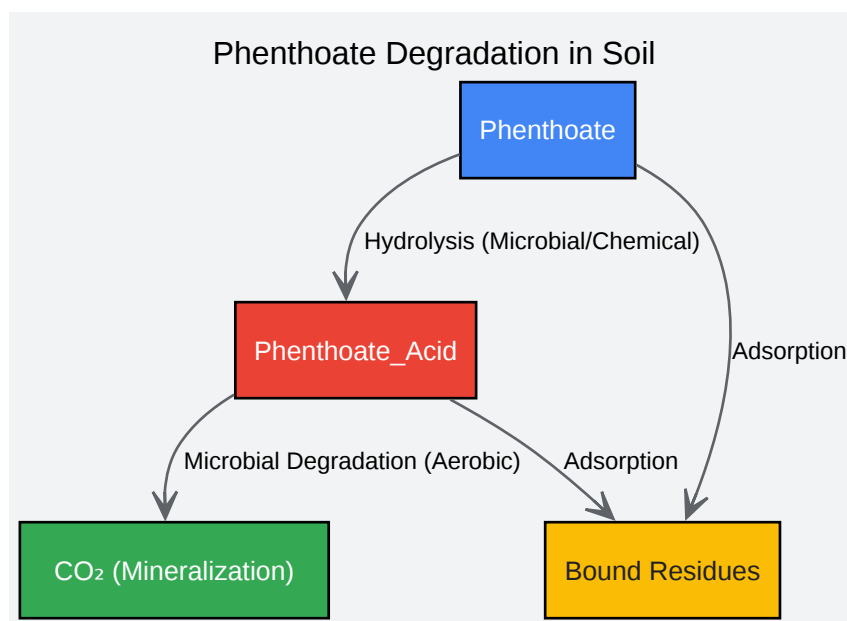 Phenthoate Degradation in Soil
Phenthoate
Hydrolysis (Microbial/Chemical)
Phenthoate_Acid
Adsorption
Microbial Degradation (Aerobic)
Adsorption
CO₂ (Mineralization)
Bound Residues